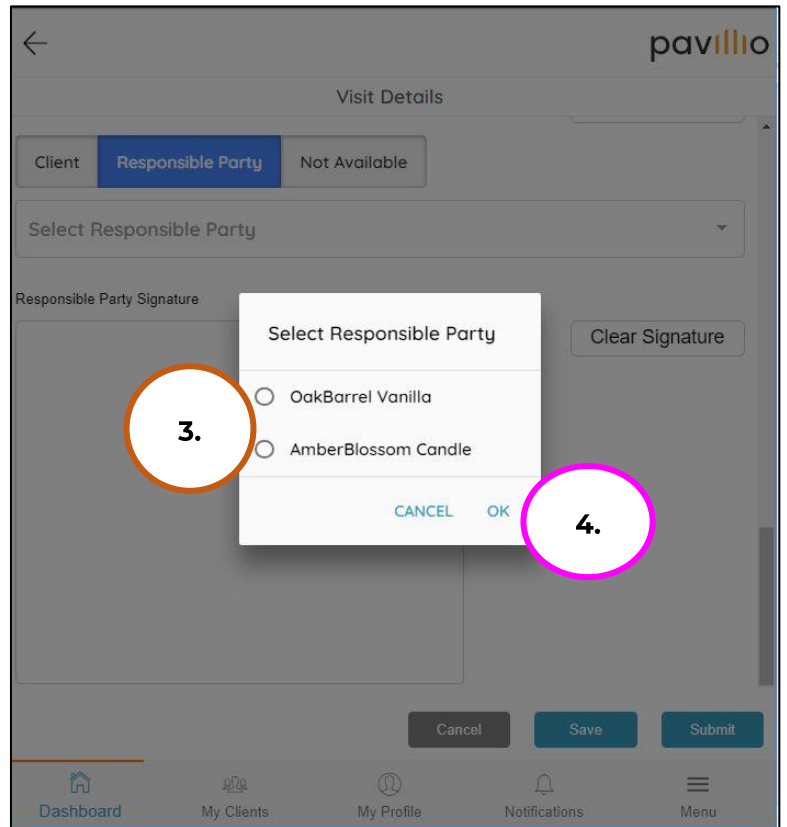 pavillio
Visit Details
Client Responsible Party Not Available
Select Responsible Party
Responsible Party Signature
Clear Signature
Select Responsible Party
OakBarrel Vanilla
3.
AmberBlossom Candle
CANCEL OK
4.
Cancel Save Submit
Dashboard My Clients My Profile Notifications Menu